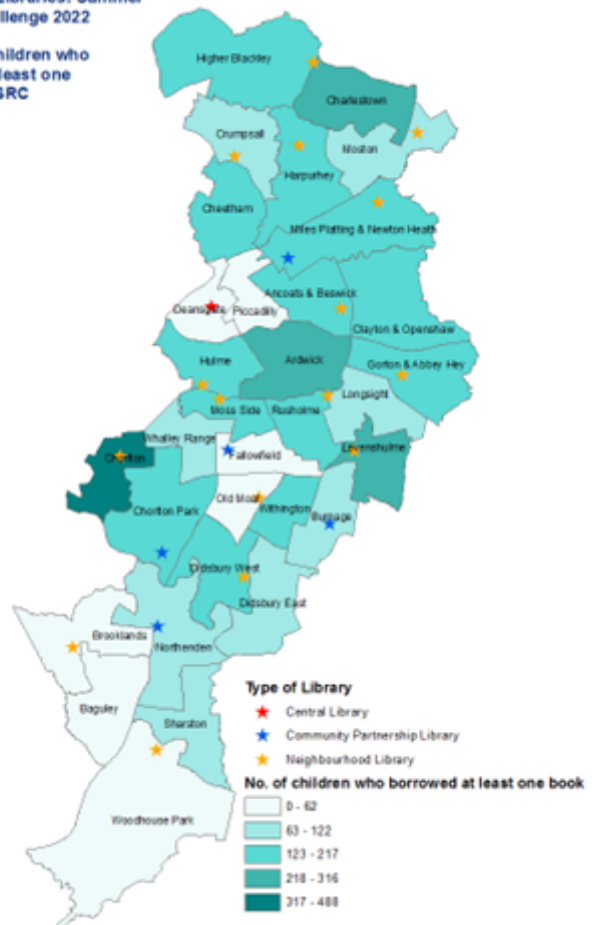 Summer
llenge 2022
hildren who
least one
SRC
Higher Blackley
Charlestown
Crumpsall
Moston
Harpurhey
Cheetham
Miles Platting & Newton Heath
Ancoats & Beswick
Deansgate
Piccadilly
Clayton & Openshaw
Hulme
Ardwick
Gorton & Abbey Hey
Longsight
Moss Side
Rusholme
Whalley Range
Levenshulme
Fallowfield
Chorlton
Old Moat
Withington
Chorlton Park
Burnage
Didsbury West
Didsbury East
Brooklands
Northenden
Baguley
Sharston
Woodhouse Park
Type of Library
Central Library
Community Partnership Library
Neighbourhood Library
No. of children who borrowed at least one book
0 - 62
63 - 122
123 - 217
218 - 316
317 - 488